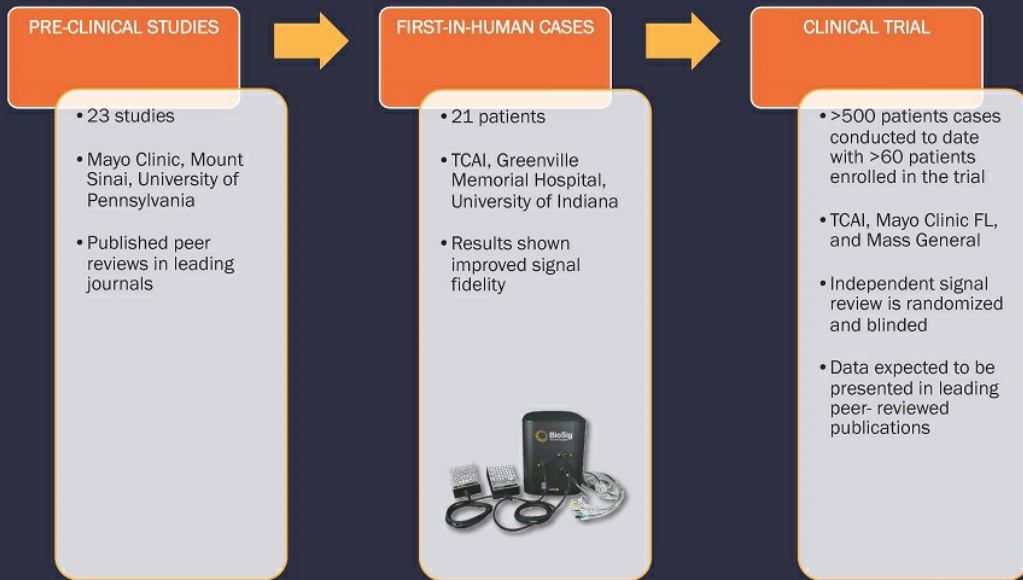 PRE-CLINICAL STUDIES
• 23 studies
• Mayo Clinic, Mount
Sinai, University of
Pennsylvania
• Published peer
reviews in leading
journals
FIRST-IN-HUMAN CASES
• 21 patients
• TCAI, Greenville
Memorial Hospital,
University of Indiana
• Results shown
improved signal
fidelity
BioSig
CLINICAL TRIAL
• >500 patients cases
conducted to date
with >60 patients
enrolled in the trial
• TCAI, Mayo Clinic FL,
and Mass General
• Independent signal
review is randomized
and blinded
• Data expected to be
presented in leading
peer- reviewed
publications